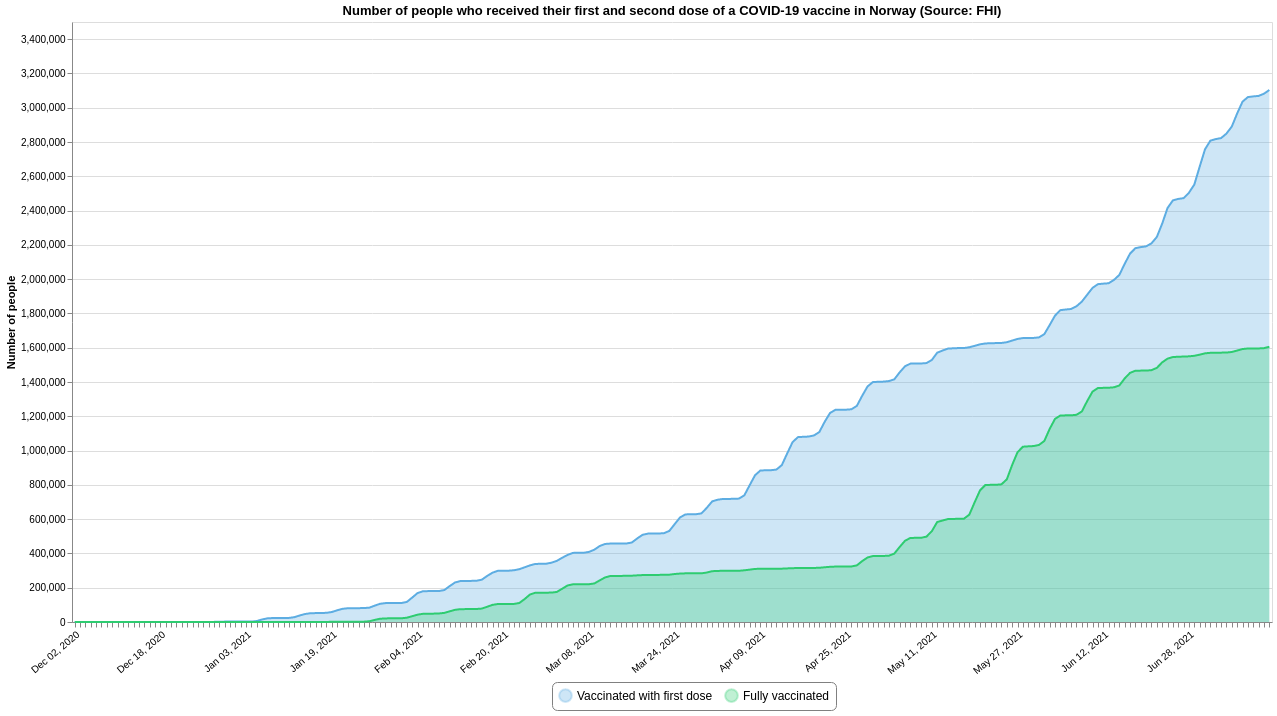 Number of people who received their first and second dose of a COVID-19 vaccine in Norway (Source: FHI)
Number of people
3,400,000
3,200,000
3,000,000
2,800,000
2,600,000
2,400,000
2,200,000
2,000,000
1,800,000
1,600,000
1,400,000
1,200,000
1,000,000
800,000
600,000
400,000
200,000
0
Dec 02, 2020
Dec 18, 2020
Jan 03, 2021
Jan 19, 2021
Feb 04, 2021
Feb 20, 2021
Mar 08, 2021
Mar 24, 2021
Apr 09, 2021
Apr 25, 2021
May 11, 2021
May 27, 2021
Jun 12, 2021
Jun 28, 2021
Vaccinated with first dose
Fully vaccinated